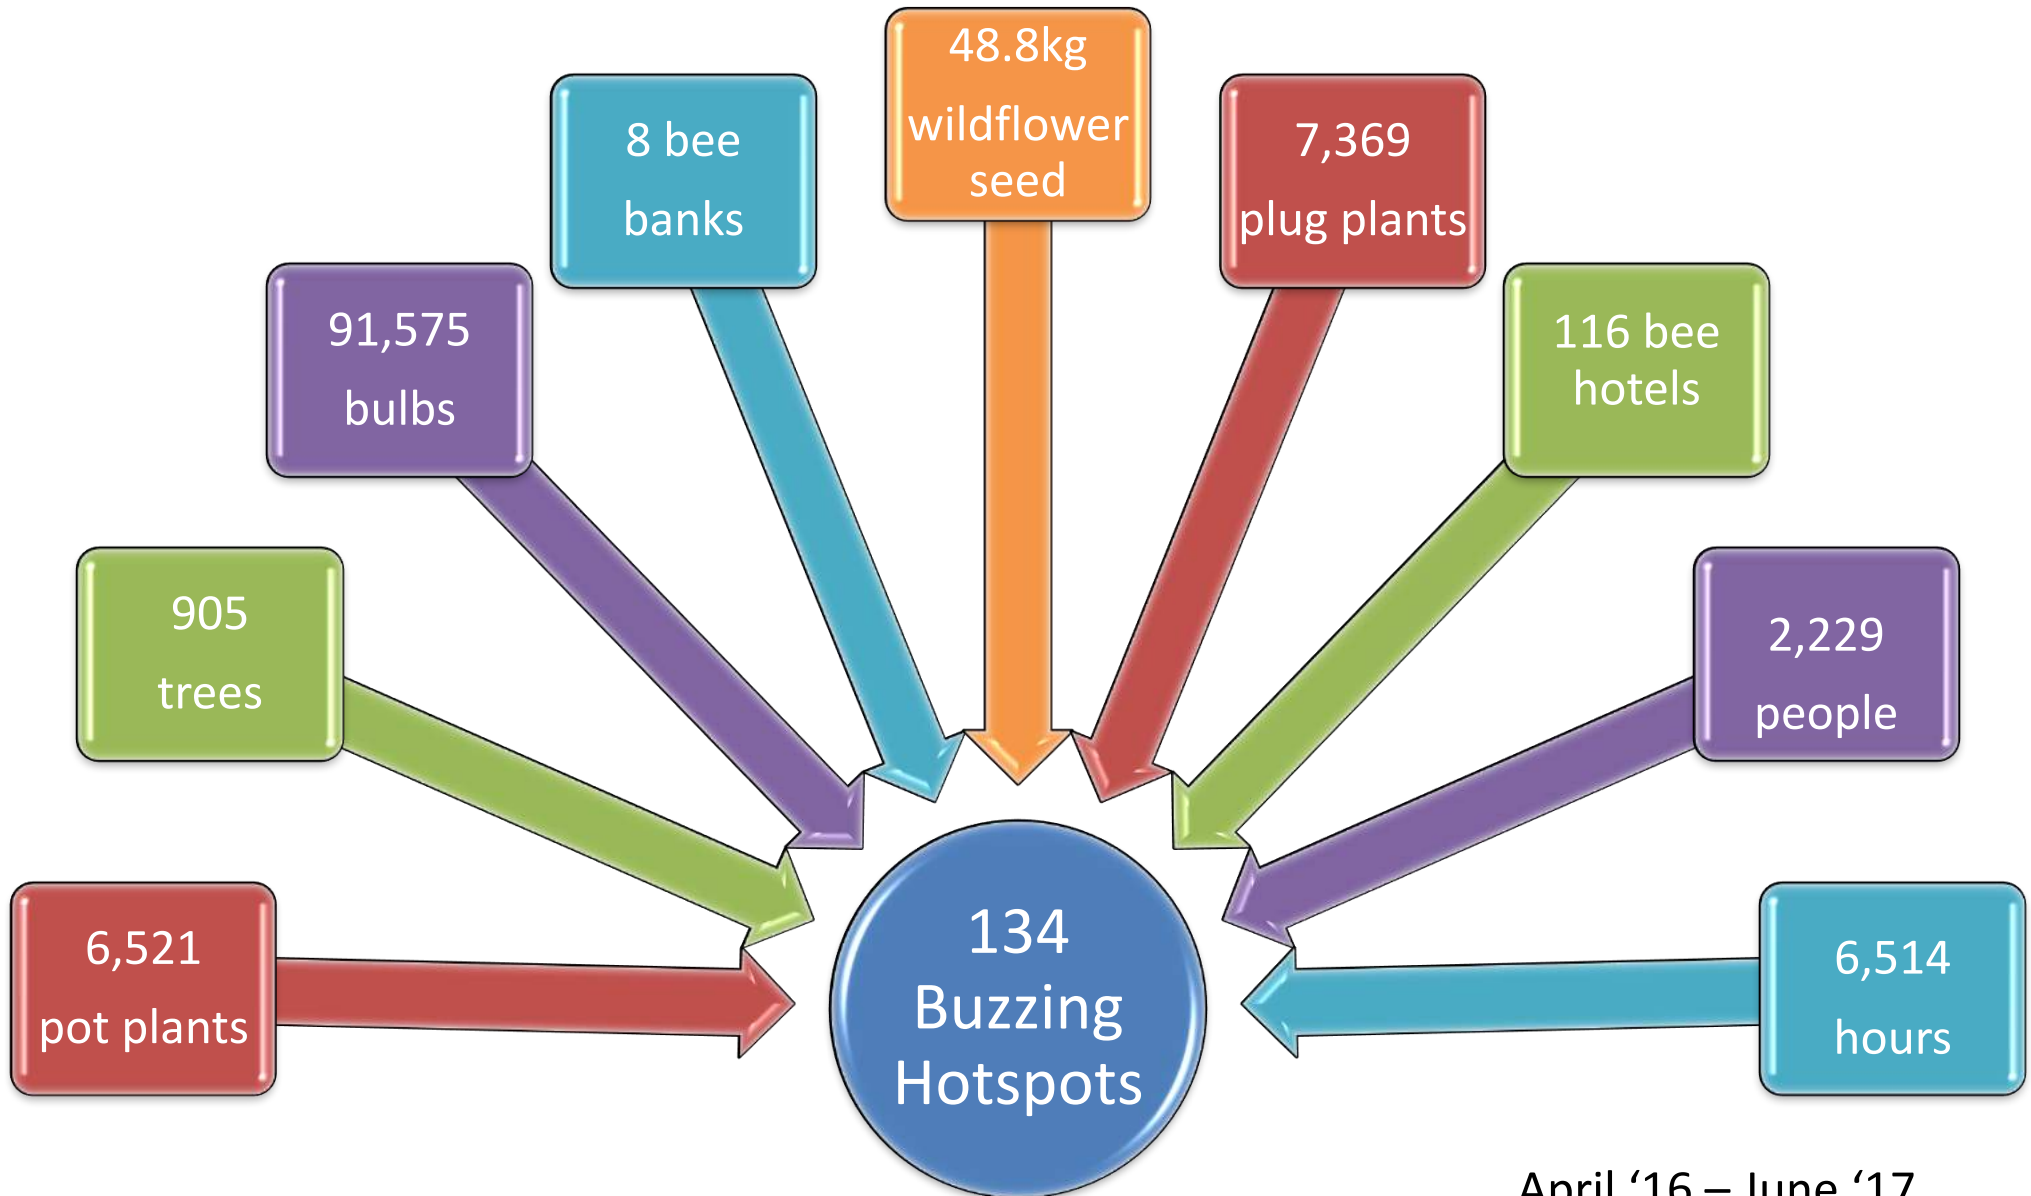 6,521
pot plants
905
trees
91,575
bulbs
8 bee
banks
48.8kg
wildflower
seed
7,369
plug plants
116 bee
hotels
2,229
people
6,514
hours
134
Buzzing
Hotspots
April ‘16 – June ‘17